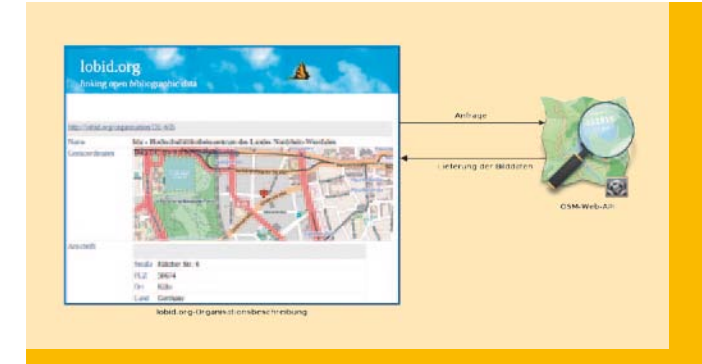 lobid.org
linking open bibliographic data
http://lobid.org/organisation/DE-605
Name hbz - Hochschulbibliothekszentrum des Landes Nordrhein-Westfalen
Geocoordinaten
Anschrift
Straße Jülicher Str. 6
PLZ 50674
Ort Köln
Land Germany
lobid.org-Organisationsbeschreibung
Anfrage
Lieferung der Bilddaten
OSM-Web-API